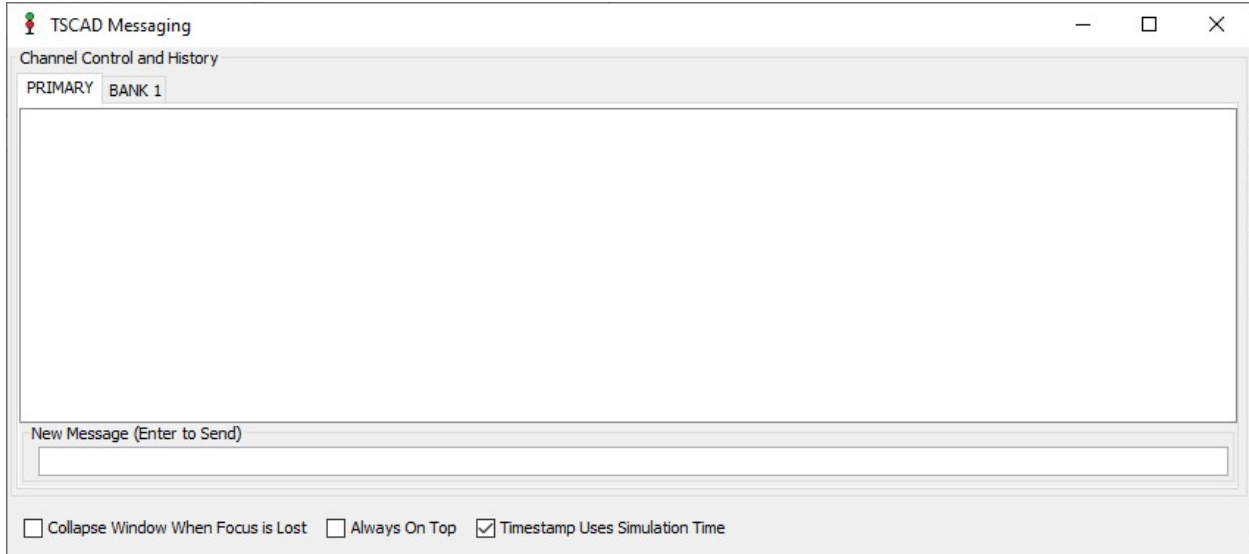 TSCAD Messaging
Channel Control and History
PRIMARY BANK 1
New Message (Enter to Send)
Collapse Window When Focus is Lost Always On Top Timestamp Uses Simulation Time